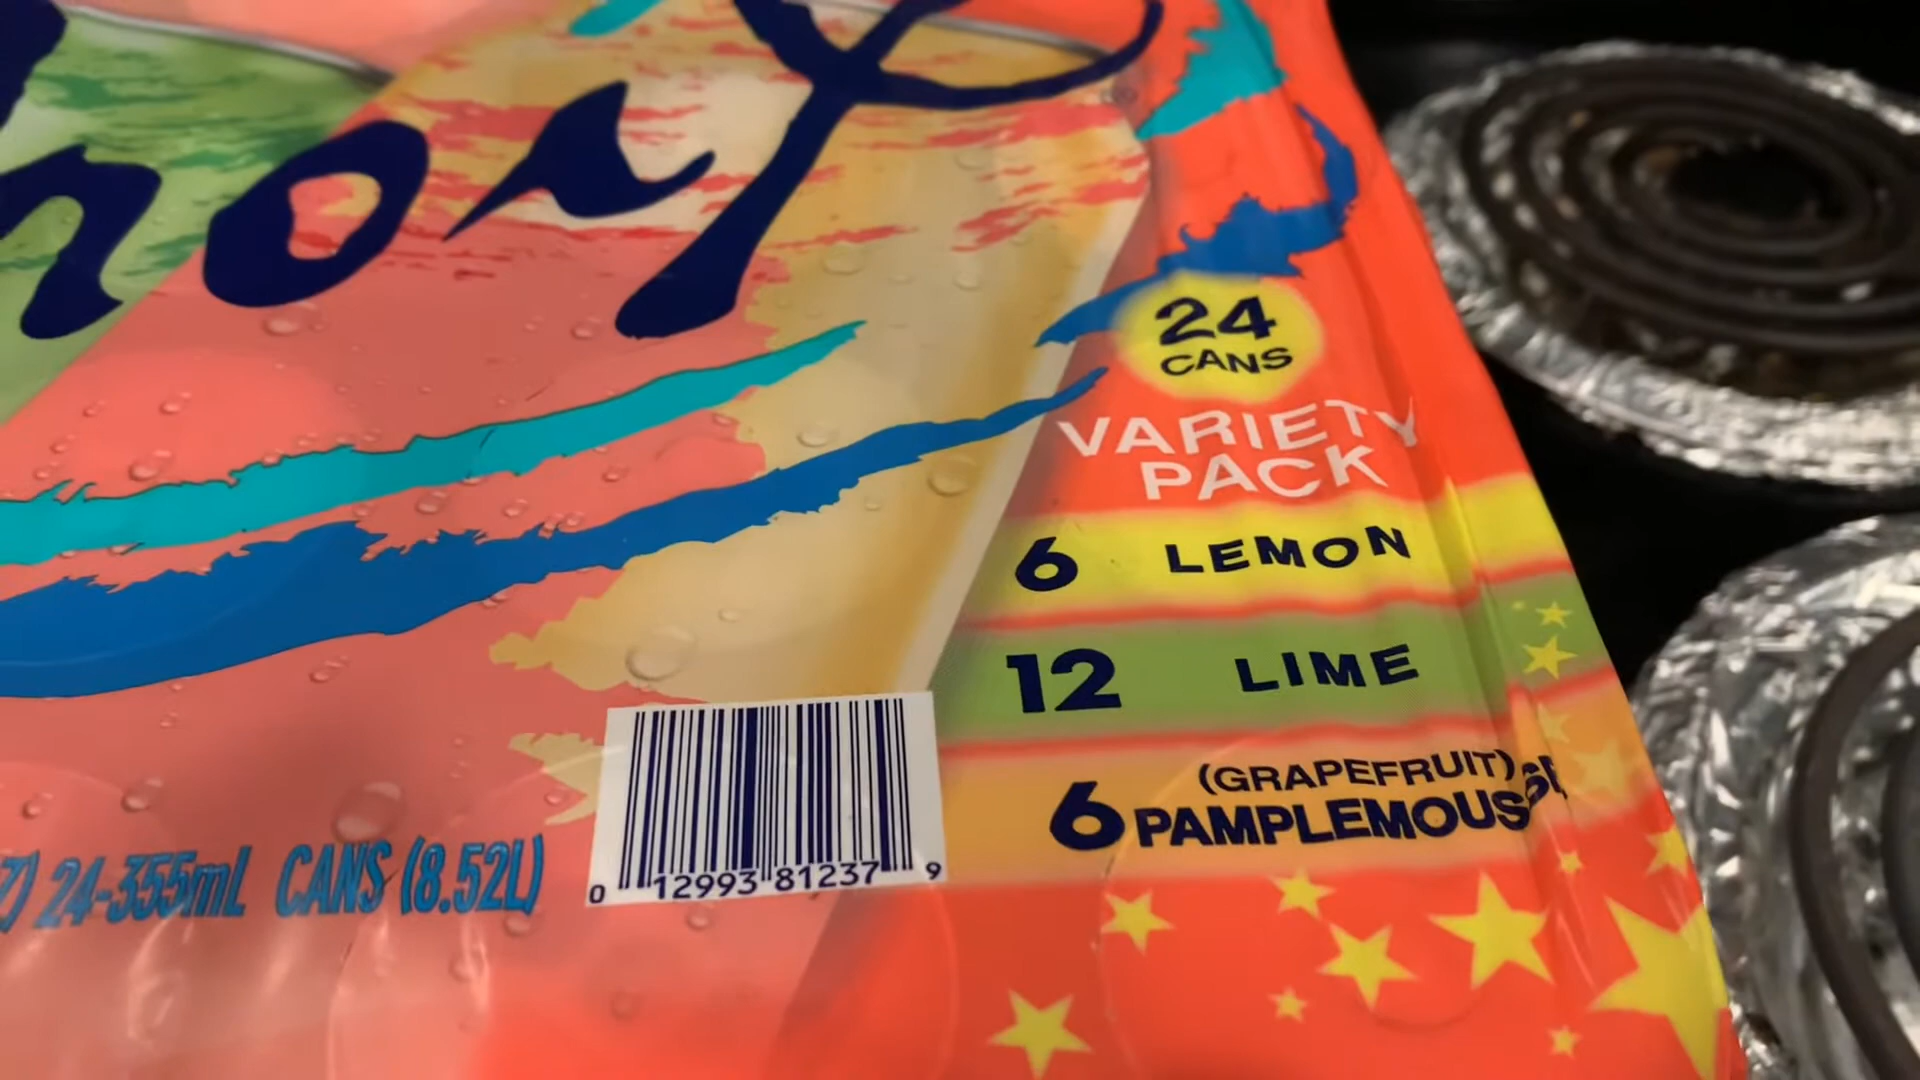 24
CANS
VARIETY
PACK
6 LEMON
12 LIME
(GRAPEFRUIT)
6 PAMPLEMOUSSE
24-355mL CANS (8.52L)
0 12993 81237 9